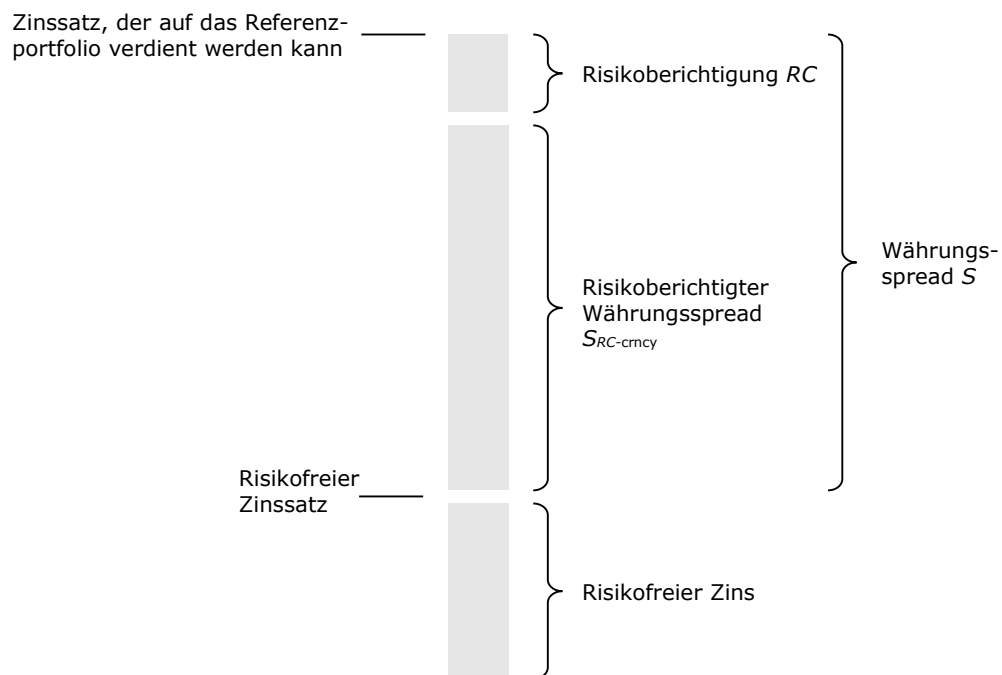 Zinssatz, der auf das Referenz-
portfolio verdient werden kann
Risikoberichtigung RC
Währungs-
spread S
Risikoberichtigter
Währungsspread
SRC-crncy
Risikofreier
Zinssatz
Risikofreier Zins